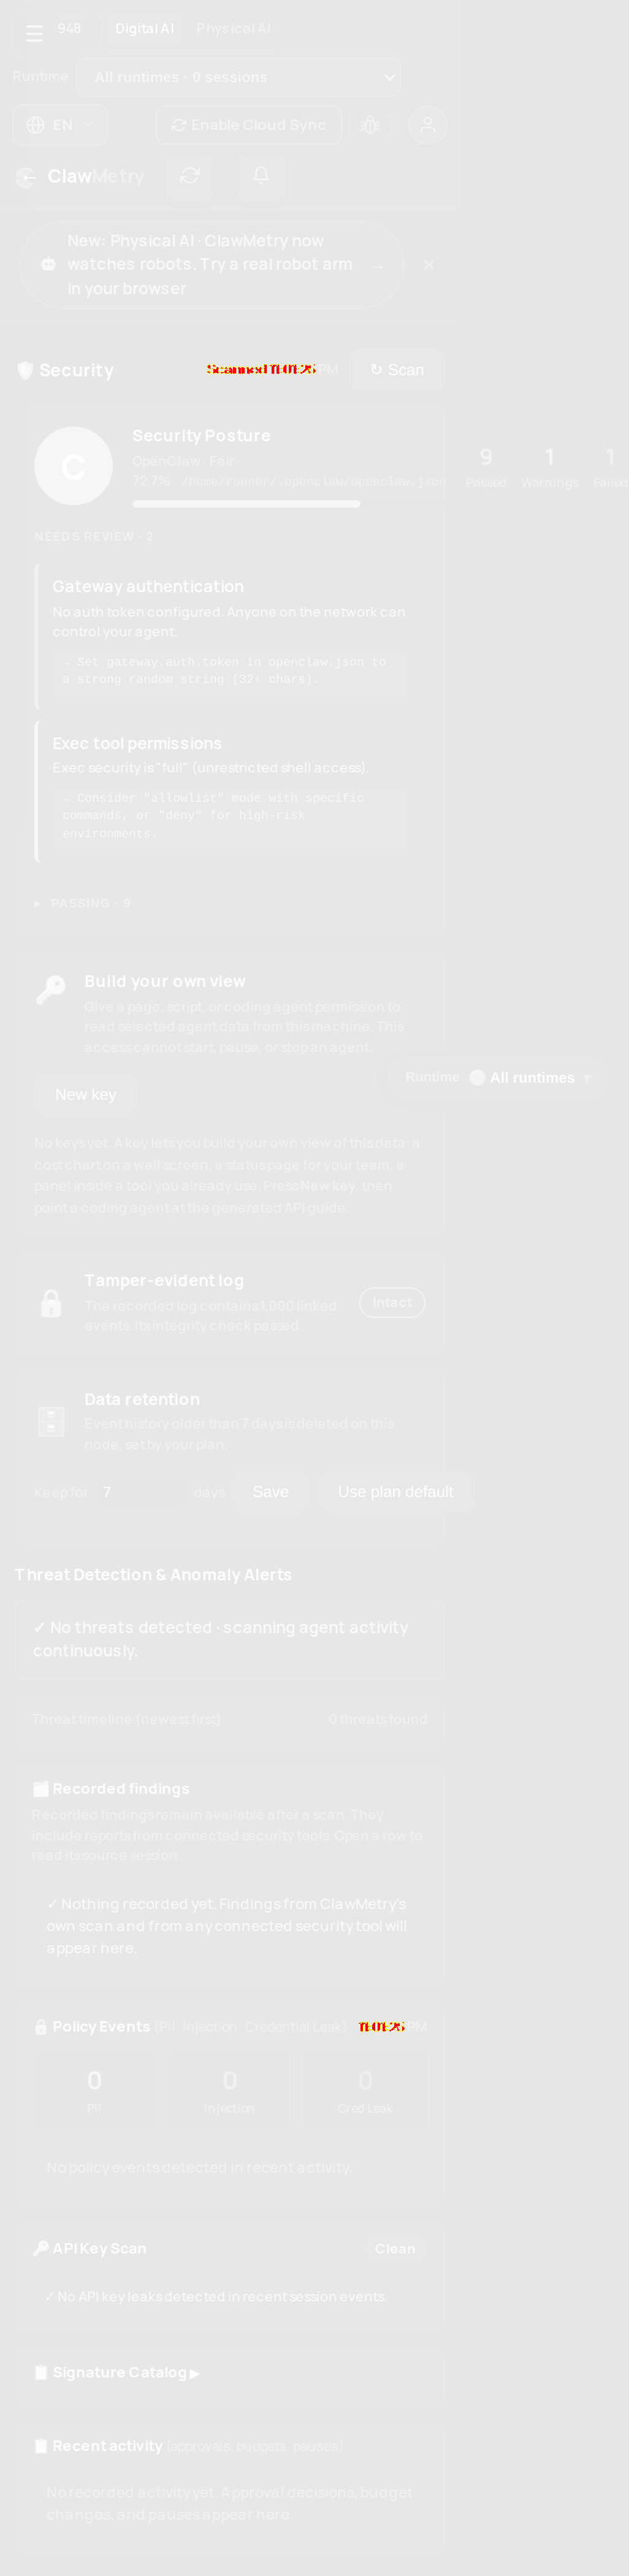 948 Digital AI Physical AI
Runtime All runtimes · 0 sessions
EN Enable Cloud Sync
ClawMetry
New: Physical AI · ClawMetry now
watches robots. Try a real robot arm
in your browser →
×
Security PM ↻ Scan
C
Security Posture
OpenClaw · Fair ·
72.7% · /home/runner/.openclaw/openclaw.json
9 1 1
Passed Warnings Failed
NEEDS REVIEW · 2
Gateway authentication
No auth token configured. Anyone on the network can
control your agent.
→ Set gateway.auth.token in openclaw.json to
a strong random string (32+ chars).
Exec tool permissions
Exec security is "full" (unrestricted shell access).
→ Consider "allowlist" mode with specific
commands, or "deny" for high-risk
environments.
▸ PASSING · 9
Build your own view
Give a page, script, or coding agent permission to
read selected agent data from this machine. This
access cannot start, pause, or stop an agent.
Runtime All runtimes ▾
New key
No keys yet. A key lets you build your own view of this data: a
cost chart on a wall screen, a status page for your team, a
panel inside a tool you already use. Press New key, then
point a coding agent at the generated API guide.
Tamper-evident log
The recorded log contains 1,000 linked
events. Its integrity check passed.
Intact
Data retention
Event history older than 7 days is deleted on this
node, set by your plan.
Keep for 7 days Save Use plan default
Threat Detection & Anomaly Alerts
✓ No threats detected · scanning agent activity
continuously.
Threat timeline (newest first) 0 threats found
Recorded findings
Recorded findings remain available after a scan. They
include reports from connected security tools. Open a row to
read its source session.
✓ Nothing recorded yet. Findings from ClawMetry's
own scan and from any connected security tool will
appear here.
Policy Events (PII · Injection · Credential Leak) PM
0 0 0
PII Injection Cred Leak
No policy events detected in recent activity.
API Key Scan Clean
✓ No API key leaks detected in recent session events.
Signature Catalog ▶
Recent activity (approvals, budgets, pauses)
No recorded activity yet. Approval decisions, budget
changes, and pauses appear here.